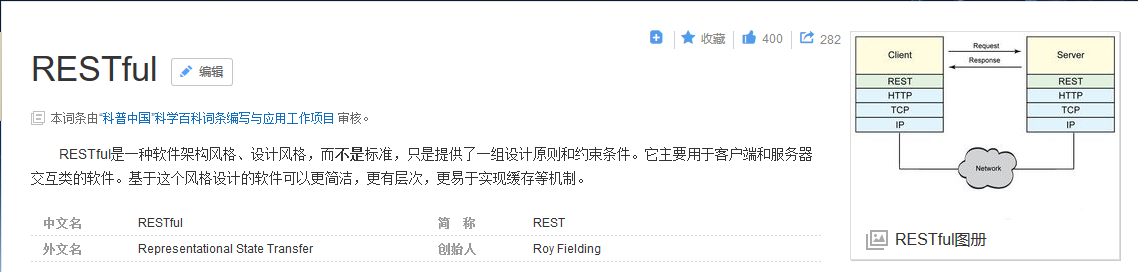 收藏 400 282
RESTful 编辑
本词条由“科普中国”科学百科词条编写与应用工作项目 审核。
RESTful是一种软件架构风格、设计风格，而不是标准，只是提供了一组设计原则和约束条件。它主要用于客户端和服务器
交互类的软件。基于这个风格设计的软件可以更简洁，更有层次，更易于实现缓存等机制。
中文名 RESTful 简 称 REST
外文名 Representational State Transfer 创始人 Roy Fielding
Client Request Server
Response
REST REST
HTTP HTTP
TCP TCP
IP IP
Network
RESTful图册